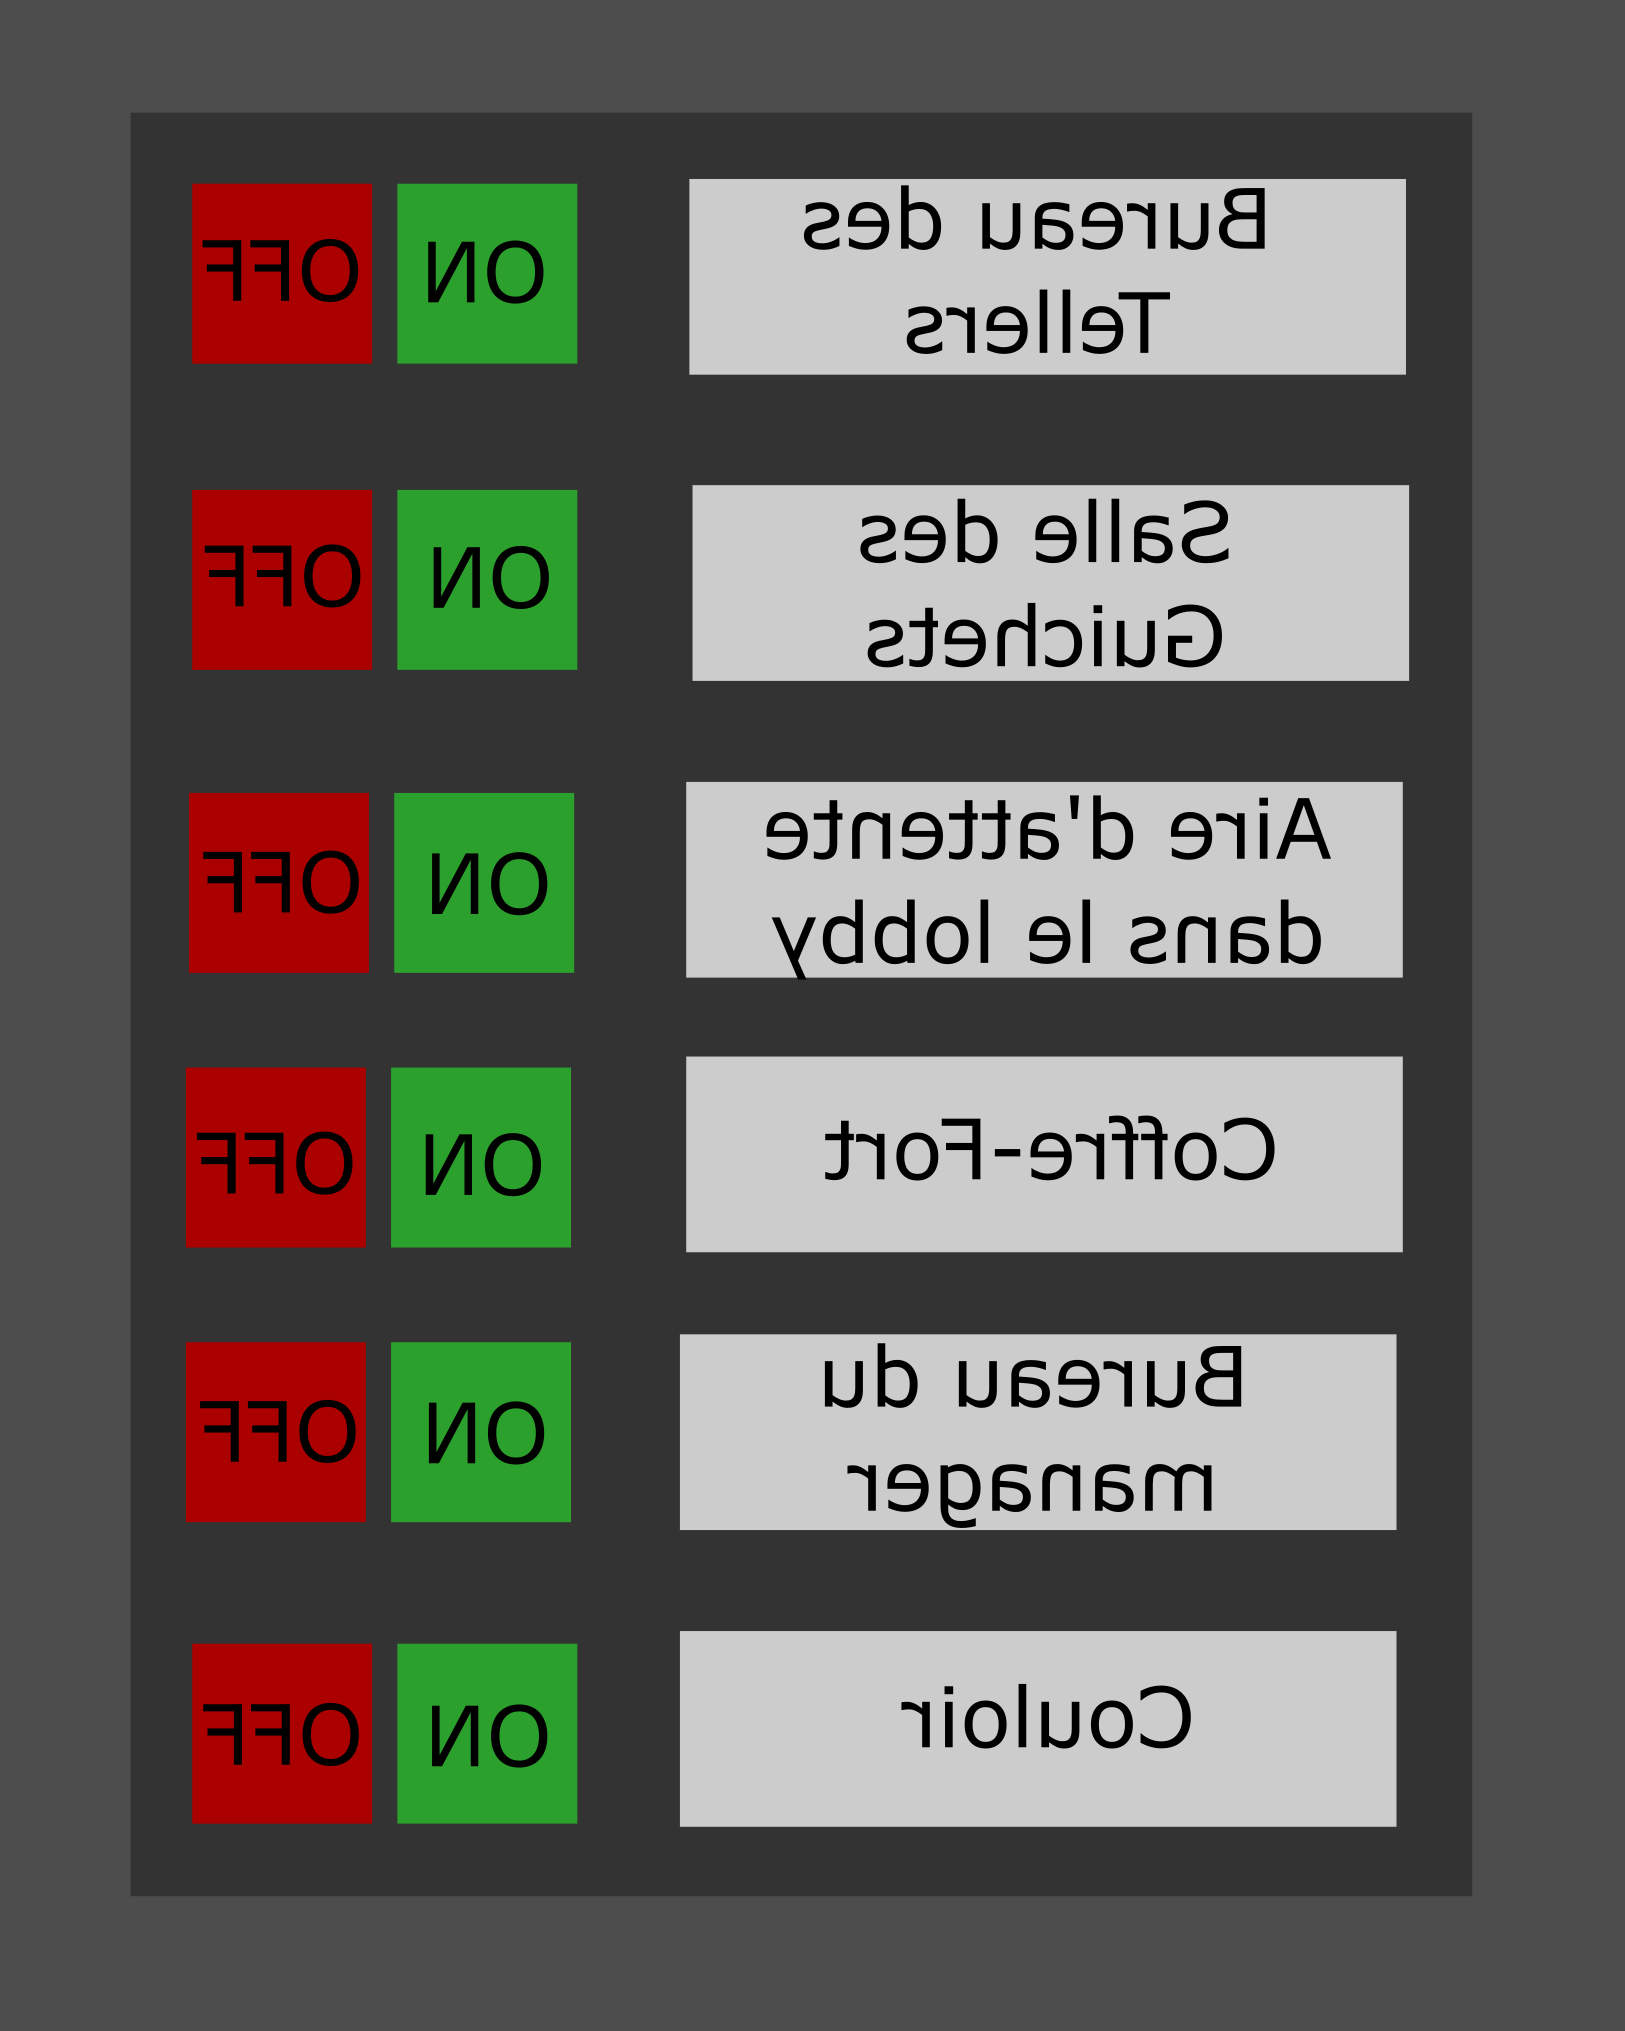 OFF ON Bureau des
Tellers
OFF ON Salle des
Guichets
OFF ON Aire d'attente
dans le lobby
OFF ON Coffre-Fort
OFF ON Bureau du
manager
OFF ON Couloir